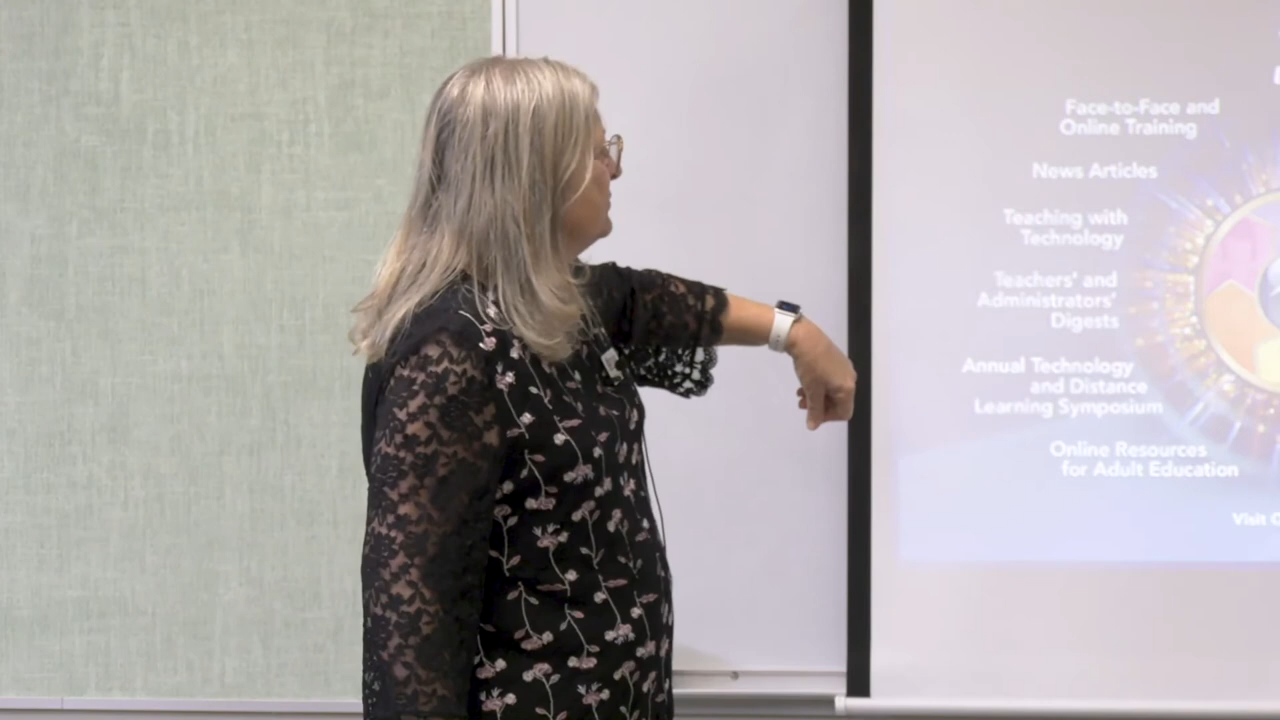 Face-to-Face and
Online Training
News Articles
Teaching with
Technology
Teachers' and
Administrators'
Digests
Annual Technology
and Distance
Learning Symposium
Online Resources
for Adult Education
Visit